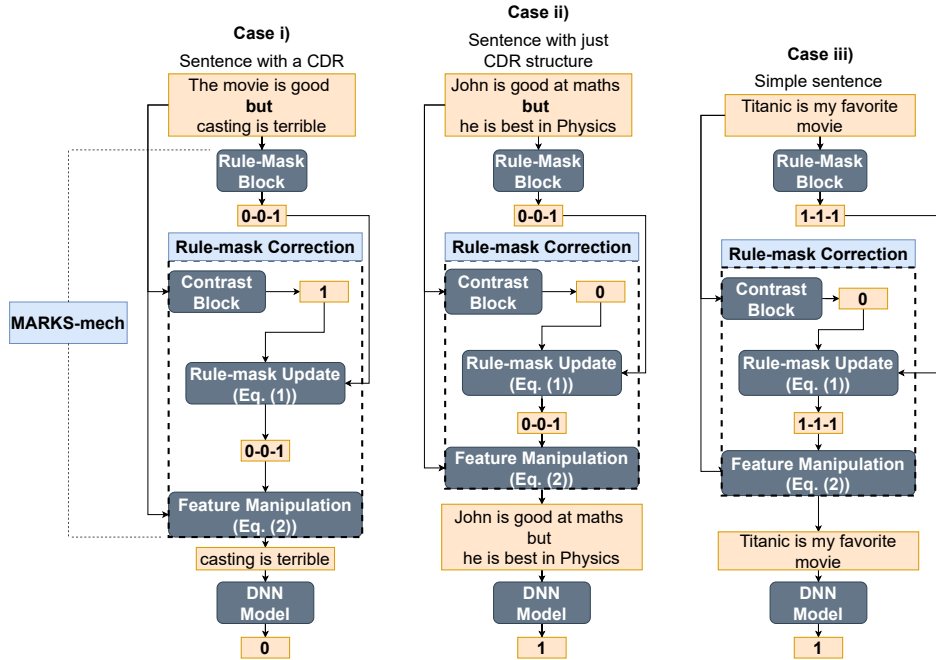 Case i)
Sentence with a CDR
The movie is good
but
casting is terrible
Rule-Mask
Block
0-0-1
Rule-mask Correction
Contrast
Block
1
MARKS-mech
Rule-mask Update
(Eq. (1))
0-0-1
Feature Manipulation
(Eq. (2))
casting is terrible
DNN
Model
0
Case ii)
Sentence with just
CDR structure
John is good at maths
but
he is best in Physics
Rule-Mask
Block
0-0-1
Rule-mask Correction
Contrast
Block
0
Rule-mask Update
(Eq. (1))
0-0-1
Feature Manipulation
(Eq. (2))
John is good at maths
but
he is best in Physics
DNN
Model
1
Case iii)
Simple sentence
Titanic is my favorite
movie
Rule-Mask
Block
1-1-1
Rule-mask Correction
Contrast
Block
0
Rule-mask Update
(Eq. (1))
1-1-1
Feature Manipulation
(Eq. (2))
Titanic is my favorite
movie
DNN
Model
1